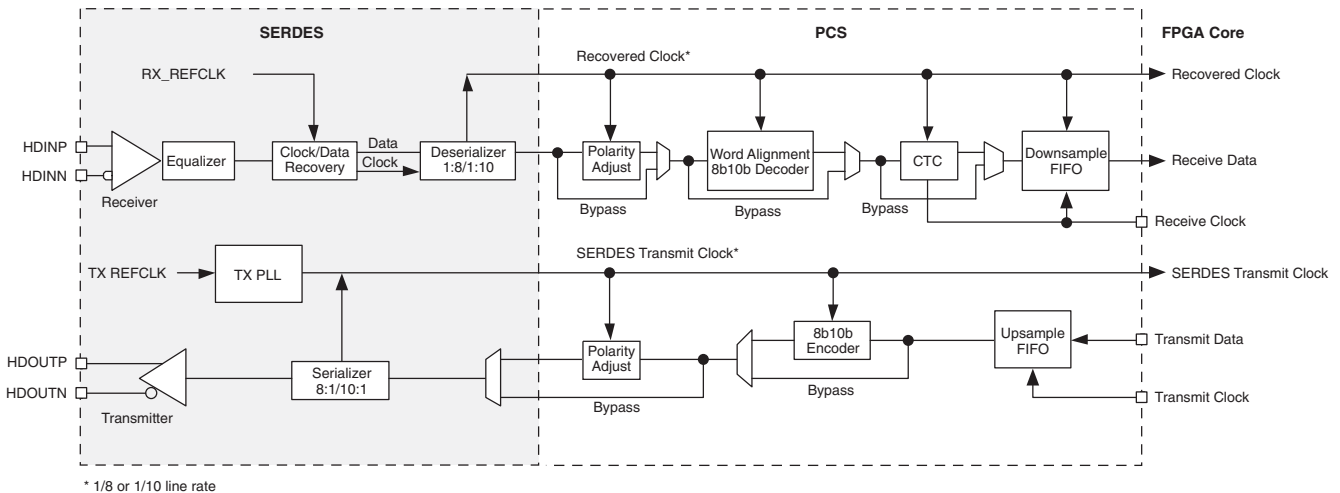 SERDES
PCS
FPGA Core
RX_REFCLK
Recovered Clock*
Recovered Clock
HDINP
HDINN
Receiver
Equalizer
Clock/Data
Recovery
Data
Clock
Deserializer
1:8/1:10
Polarity
Adjust
Bypass
Word Alignment
8b10b Decoder
Bypass
CTC
Bypass
Downsample
FIFO
Receive Data
Receive Clock
TX REFCLK
TX PLL
SERDES Transmit Clock*
SERDES Transmit Clock
HDOUTP
HDOUTN
Transmitter
Serializer
8:1/10:1
Polarity
Adjust
Bypass
8b10b
Encoder
Bypass
Upsample
FIFO
Transmit Data
Transmit Clock
* 1/8 or 1/10 line rate